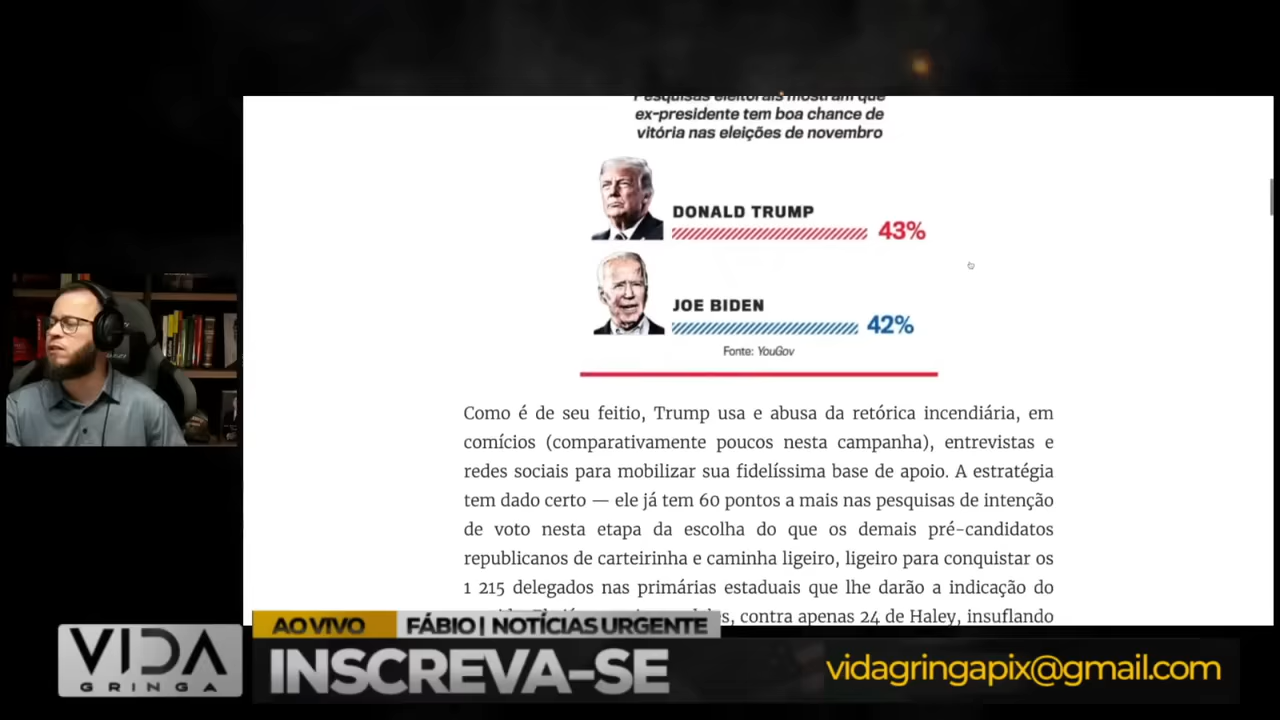 Pesquisas eleitorais mostram que
ex-presidente tem boa chance de
vitória nas eleições de novembro
DONALD TRUMP
43%
JOE BIDEN
42%
Fonte: YouGov
Como é de seu feitio, Trump usa e abusa da retórica incendiária, em
comícios (comparativamente poucos nesta campanha), entrevistas e
redes sociais para mobilizar sua fidelíssima base de apoio. A estratégia
tem dado certo — ele já tem 60 pontos a mais nas pesquisas de intenção
de voto nesta etapa da escolha do que os demais pré-candidatos
republicanos de carteirinha e caminha ligeiro, ligeiro para conquistar os
1 215 delegados nas primárias estaduais que lhe darão a indicação do
contra apenas 24 de Haley, insuflando
AO VIVO
FÁBIO | NOTÍCIAS URGENTE
VIDA
GRINGA
INSCREVA-SE
vidagringapix@gmail.com